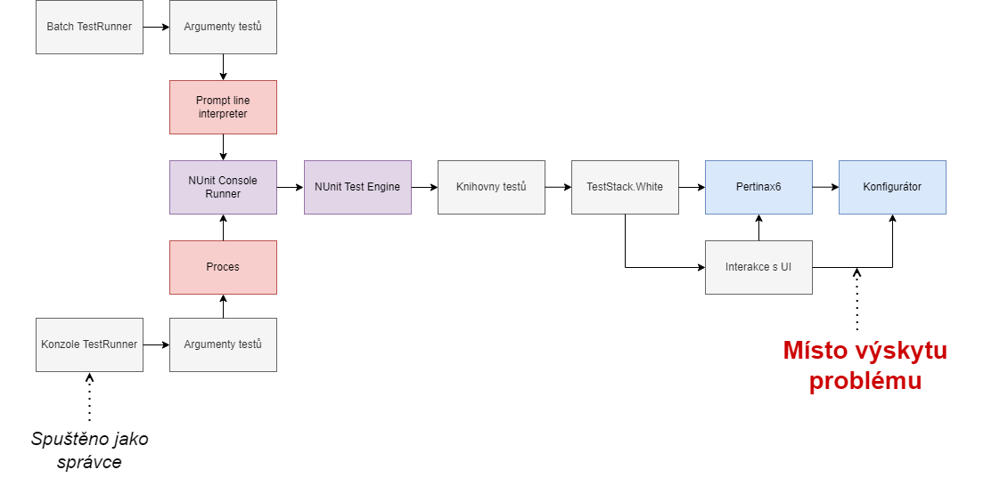 Batch TestRunner
Argumenty testů
Prompt line
interpreter
NUnit Console
Runner
NUnit Test Engine
Knihovny testů
TestStack.White
Pertinax6
Konfigurátor
Proces
Interakce s UI
Konzole TestRunner
Argumenty testů
Místo výskytu
problému
Spuštěno jako
správce